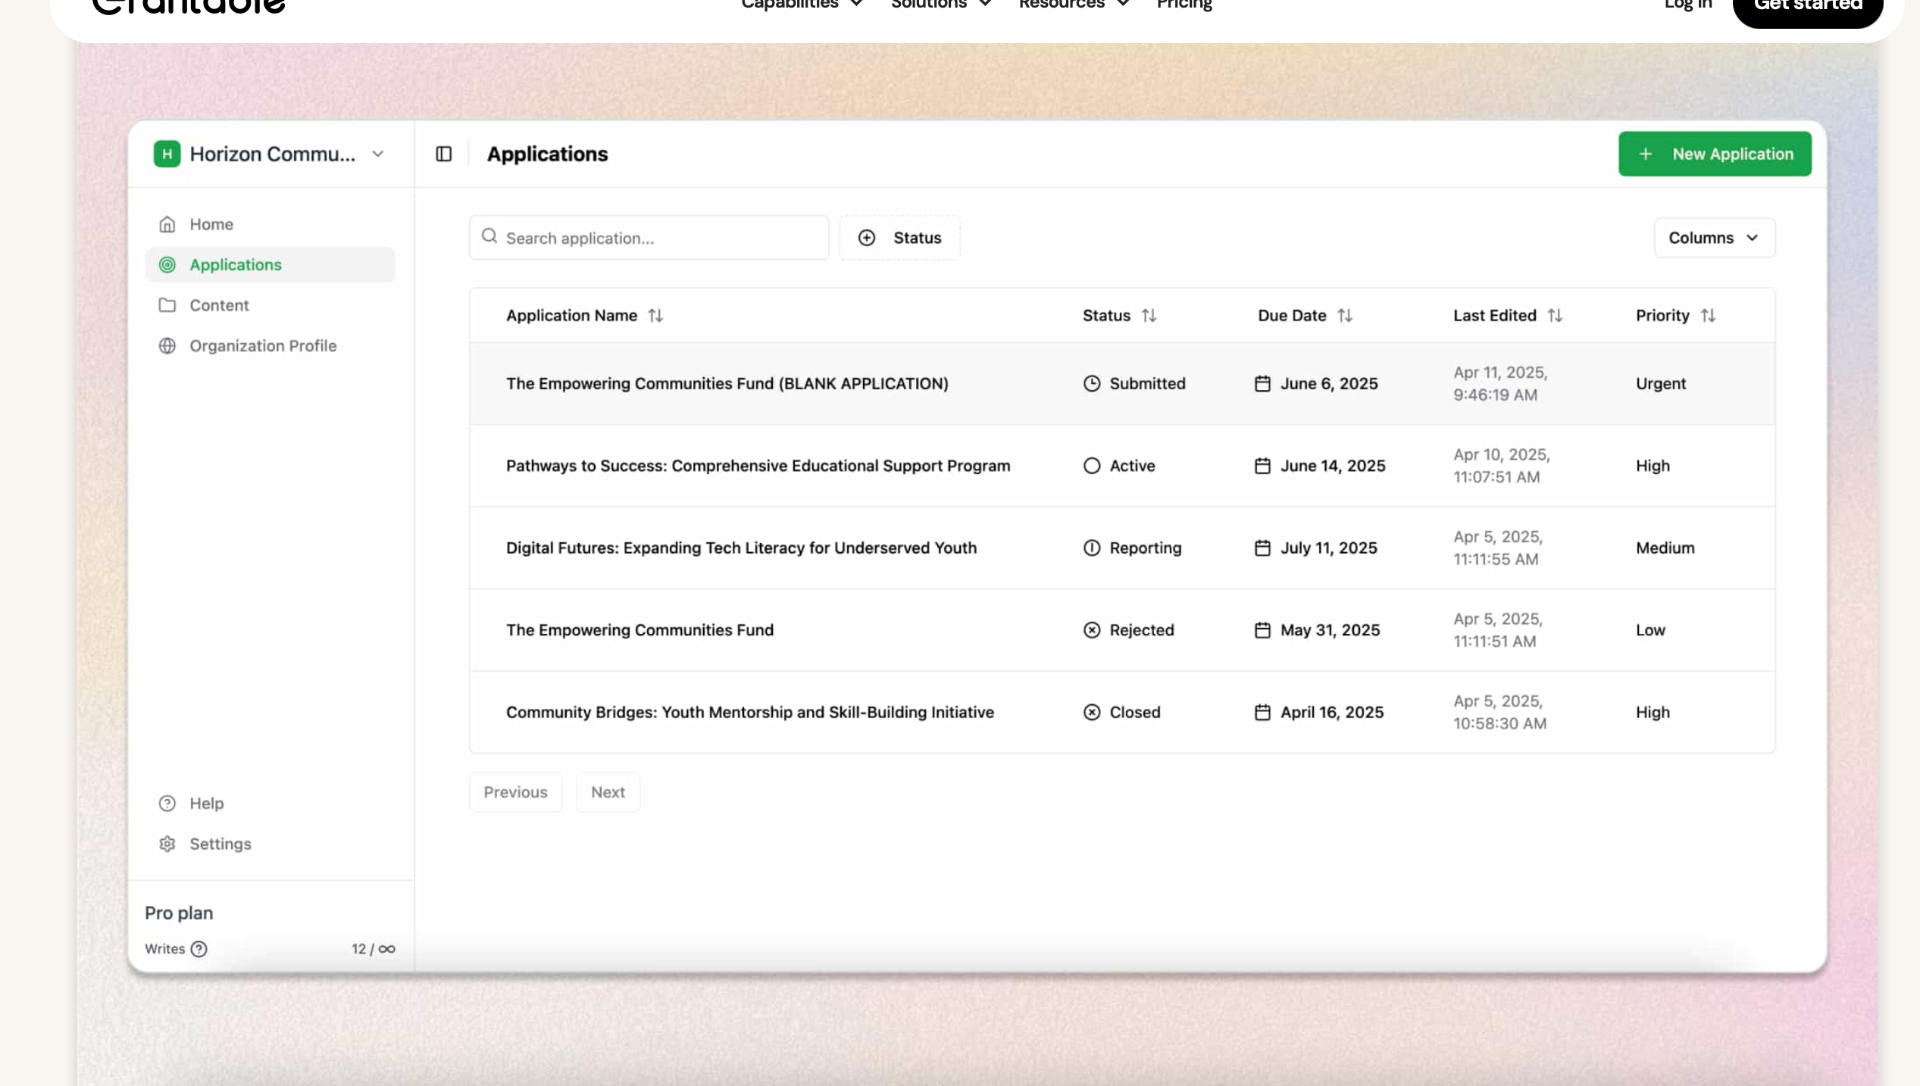 Grantable
Capabilities
Solutions
Resources
Pricing
Log in
Get started
H
Horizon Commu...
Applications
+ New Application
Home
Applications
Content
Organization Profile
Search application...
Status
Columns
Application Name
Status
Due Date
Last Edited
Priority
The Empowering Communities Fund (BLANK APPLICATION)
Submitted
June 6, 2025
Apr 11, 2025,
9:46:19 AM
Urgent
Pathways to Success: Comprehensive Educational Support Program
Active
June 14, 2025
Apr 10, 2025,
11:07:51 AM
High
Digital Futures: Expanding Tech Literacy for Underserved Youth
Reporting
July 11, 2025
Apr 5, 2025,
11:11:55 AM
Medium
The Empowering Communities Fund
Rejected
May 31, 2025
Apr 5, 2025,
11:11:51 AM
Low
Community Bridges: Youth Mentorship and Skill-Building Initiative
Closed
April 16, 2025
Apr 5, 2025,
10:58:30 AM
High
Previous
Next
Help
Settings
Pro plan
Writes
12 / ∞